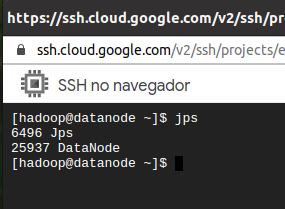 https://ssh.cloud.google.com/v2/ssh/pr
ssh.cloud.google.com/v2/ssh/projects/e
SSH no navegador
[hadoop@datanode ~]$ jps
6496 Jps
25937 DataNode
[hadoop@datanode ~]$